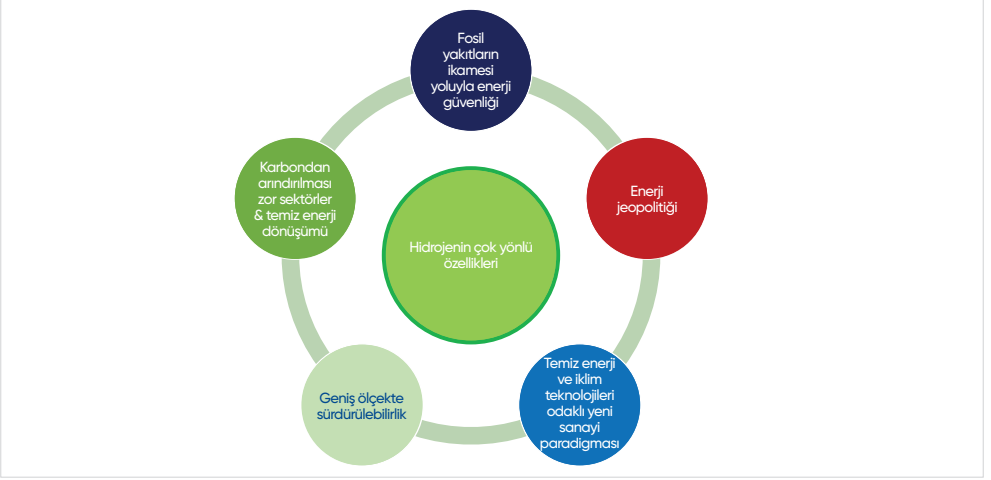 Fosil
yakıtların
ikamesi
yoluyla enerji
güvenliği
Enerji
jeopolitiği
Temiz enerji
ve iklim
teknolojileri
odaklı yeni
sanayi
paradigması
Geniş ölçekte
sürdürülebilirlik
Karbondan
arındırılması
zor sektörler
& temiz enerji
dönüşümü
Hidrojenin çok yönlü
özellikleri